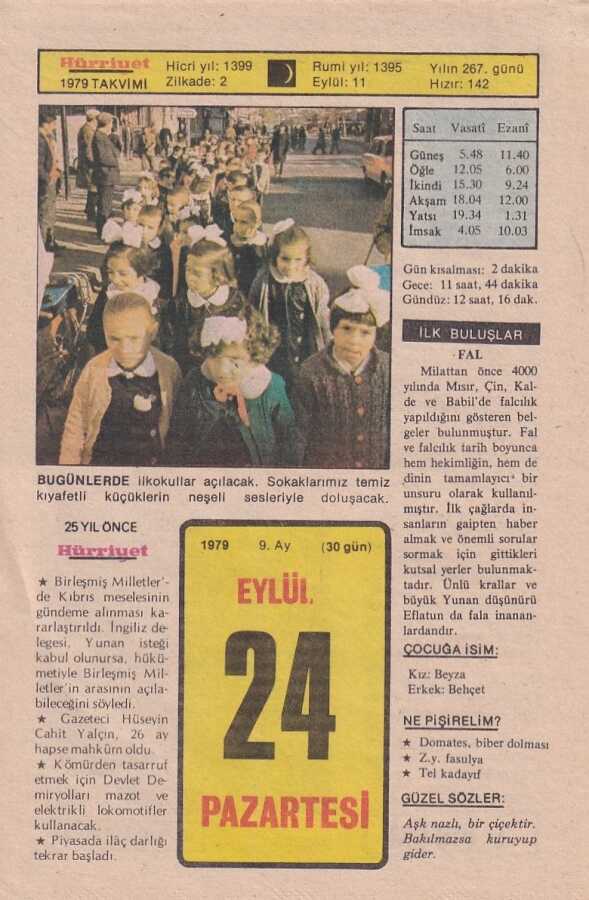 Hürriyet
1979 TAKVİMİ
Hicri yıl: 1399
Zilkade: 2
Rumi yıl: 1395
Eylül: 11
Yılın 267. günü
Hızır: 142
Saat Vasatî Ezanî
Güneş 5.48 11.40
Öğle 12.05 6.00
İkindi 15.30 9.24
Akşam 18.04 12.00
Yatsı 19.34 1.31
İmsak 4.05 10.03
Gün kısalması: 2 dakika
Gece: 11 saat, 44 dakika
Gündüz: 12 saat, 16 dak.
İLK BULUŞLAR
FAL
Milattan önce 4000
yılında Mısır, Çin, Kal-
de ve Babil'de falcılık
yapıldığını gösteren bel-
geler bulunmuştur. Fal
ve falcılık tarih boyunca
hem hekimliğin, hem de
dinin tamamlayıcı bir
unsuru olarak kullanıl-
mıştır. İlk çağlarda in-
sanların gaipten haber
almak ve önemli sorular
sormak için gittikleri
kutsal yerler bulunmak-
tadır. Ünlü krallar ve
büyük Yunan düşünürü
Eflatun da fala inanan-
lardandır.
ÇOCUĞA İSİM:
Kız: Beyza
Erkek: Behçet
NE PİŞİRELİM?
★ Domates, biber dolması
★ Z.y. fasulya
★ Tel kadayıf
GÜZEL SÖZLER:
Aşk nazlı, bir çiçektir.
Bakılmazsa kuruyup
gider.
BUGÜNLERDE ilkokullar açılacak. Sokaklarımız temiz
kıyafetli küçüklerin neşeli sesleriyle doluşacak.
25 YIL ÖNCE
Hürriyet
★ Birleşmiş Milletler'-
de Kıbrıs meselesinin
gündeme alınması ka-
rarlaştırıldı. İngiliz de-
legesi, Yunan isteği
kabul olunursa, hükü-
metiyle Birleşmiş Mil-
letler'in arasının açıla-
bileceğini söyledi.
★ Gazeteci Hüseyin
Cahit Yalçın, 26 ay
hapse mahkûm oldu.
★ Kömürden tasarruf
etmek için Devlet De-
miryolları mazot ve
elektrikli lokomotifler
kullanacak.
★ Piyasada ilâç darlığı
tekrar başladı.
1979 9. Ay (30 gün)
EYLÜL
24
PAZARTESİ